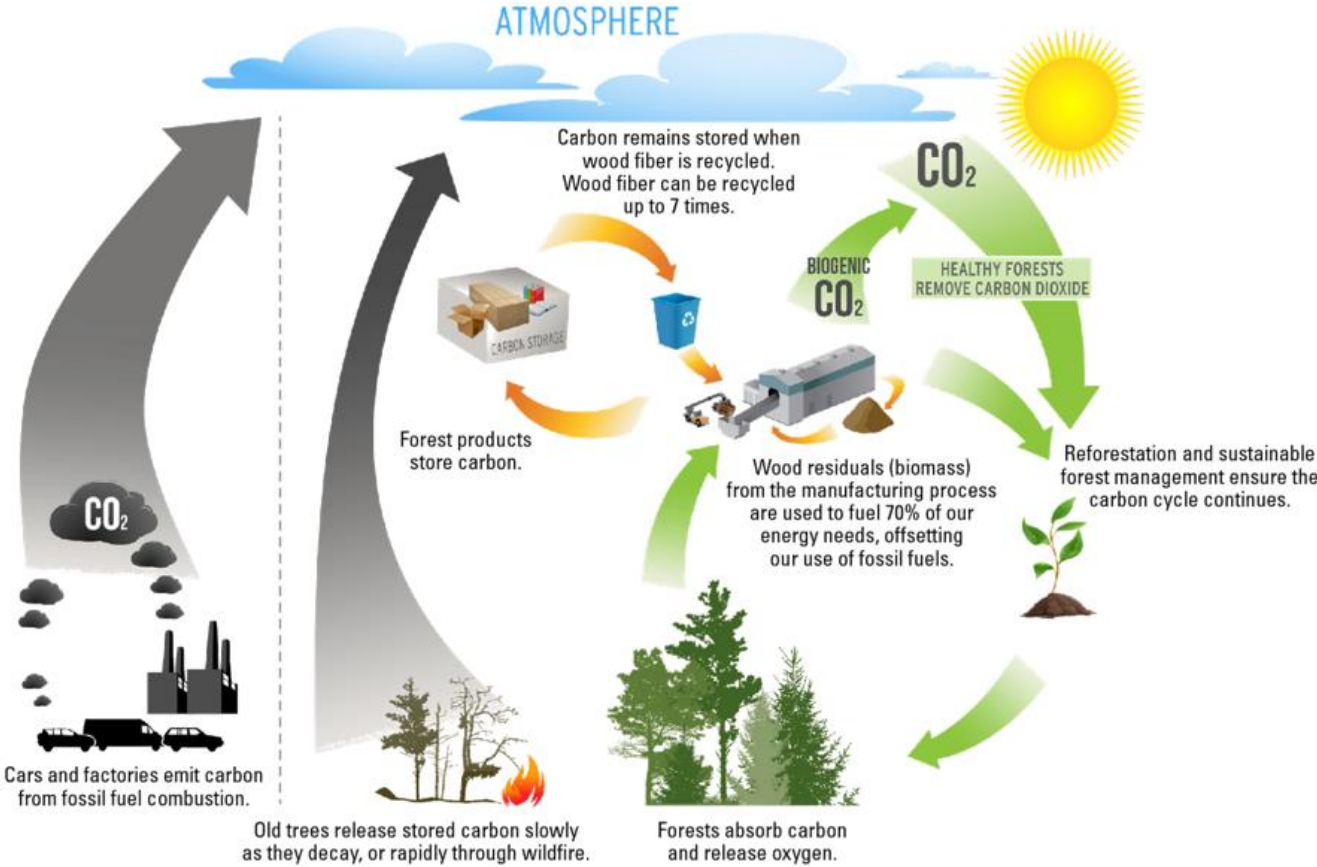 ATMOSPHERE
Carbon remains stored when
wood fiber is recycled.
Wood fiber can be recycled
up to 7 times.
CO₂
BIOGENIC
CO₂
HEALTHY FORESTS
REMOVE CARBON DIOXIDE
CARBON STORAGE
Forest products
store carbon.
Wood residuals (biomass)
from the manufacturing process
are used to fuel 70% of our
energy needs, offsetting
our use of fossil fuels.
Reforestation and sustainable
forest management ensure the
carbon cycle continues.
CO₂
Cars and factories emit carbon
from fossil fuel combustion.
Old trees release stored carbon slowly
as they decay, or rapidly through wildfire.
Forests absorb carbon
and release oxygen.